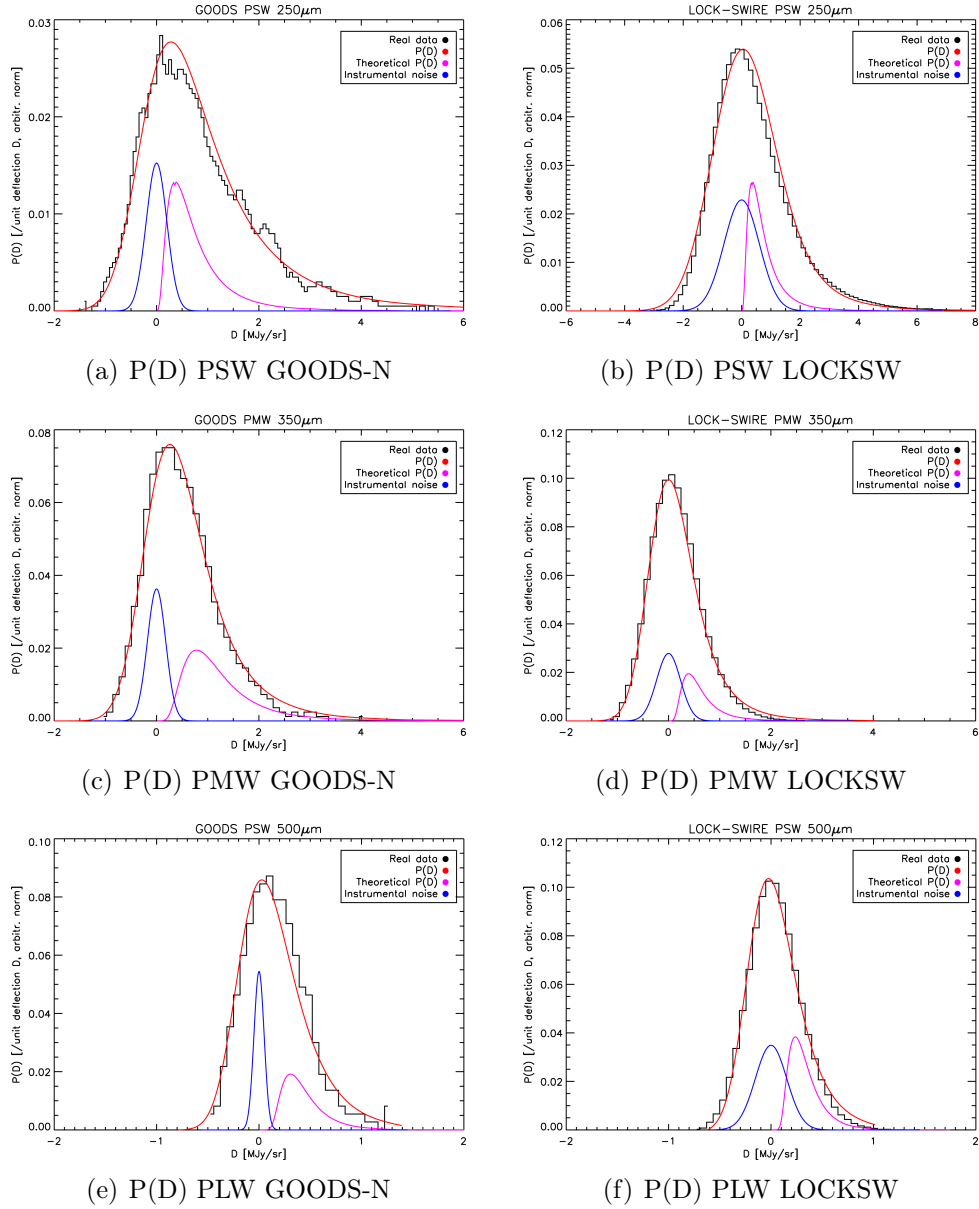 GOODS PSW 250μm
Real data
P(D)
Theoretical P(D)
Instrumental noise
P(D) [/unit deflection D, arbitr. norm]
0.03
0.02
0.01
0.00
-2 0 2 4 6
D [MJy/sr]
(a) P(D) PSW GOODS-N
LOCK-SWIRE PSW 250μm
Real data
P(D)
Theoretical P(D)
Instrumental noise
P(D) [/unit deflection D, arbitr. norm]
0.06
0.05
0.04
0.03
0.02
0.01
0.00
-6 -4 -2 0 2 4 6 8
D [MJy/sr]
(b) P(D) PSW LOCKSW
GOODS PMW 350μm
Real data
P(D)
Theoretical P(D)
Instrumental noise
P(D) [/unit deflection D, arbitr. norm]
0.08
0.06
0.04
0.02
0.00
-2 0 2 4 6
D [MJy/sr]
(c) P(D) PMW GOODS-N
LOCK-SWIRE PMW 350μm
Real data
P(D)
Theoretical P(D)
Instrumental noise
P(D) [/unit deflection D, arbitr. norm]
0.12
0.10
0.08
0.06
0.04
0.02
0.00
-2 0 2 4 6
D [MJy/sr]
(d) P(D) PMW LOCKSW
GOODS PSW 500μm
Real data
P(D)
Theoretical P(D)
Instrumental noise
P(D) [/unit deflection D, arbitr. norm]
0.10
0.08
0.06
0.04
0.02
0.00
-2 -1 0 1 2
D [MJy/sr]
(e) P(D) PLW GOODS-N
LOCK-SWIRE PSW 500μm
Real data
P(D)
Theoretical P(D)
Instrumental noise
P(D) [/unit deflection D, arbitr. norm]
0.12
0.10
0.08
0.06
0.04
0.02
0.00
-2 -1 0 1 2
D [MJy/sr]
(f) P(D) PLW LOCKSW